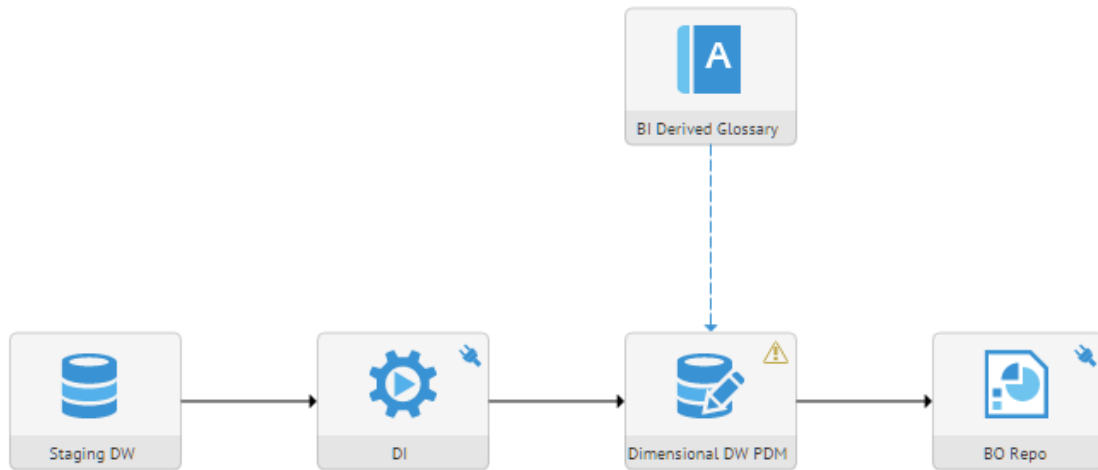 A
BI Derived Glossary
Staging DW
DI
Dimensional DW PDM
BO Repo